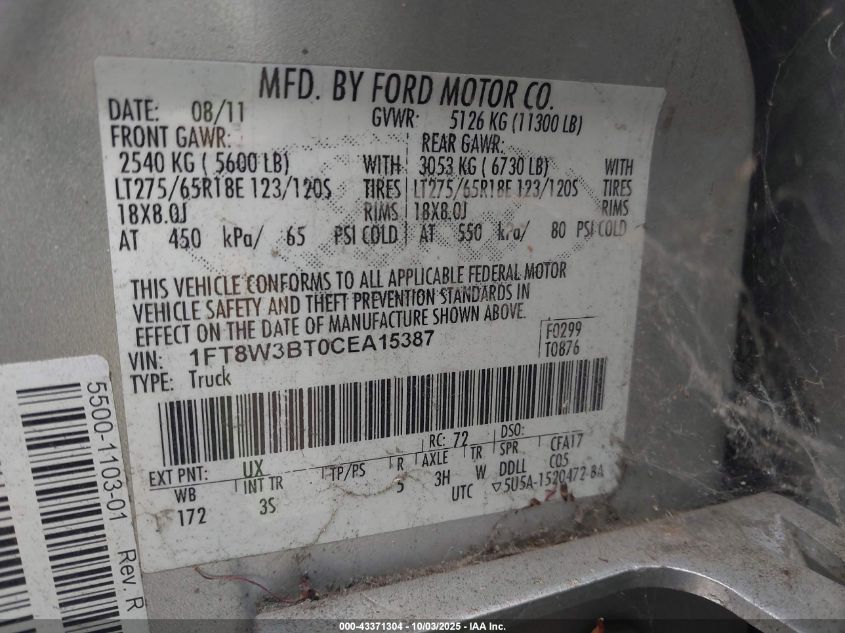 MFD. BY FORD MOTOR CO.
DATE: 08/11 GVWR: 5126 KG (11300 LB)
FRONT GAWR: REAR GAWR:
2540 KG ( 5600 LB) WITH 3053 KG ( 6730 LB) WITH
LT275/65R18E 123/120S TIRES LT275/65R18E 123/120S TIRES
18X8.0J RIMS 18X8.0J RIMS
AT 450 kPa/ 65 PSI COLD AT 550 kPa/ 80 PSI COLD
THIS VEHICLE CONFORMS TO ALL APPLICABLE FEDERAL MOTOR
VEHICLE SAFETY AND THEFT PREVENTION STANDARDS IN
EFFECT ON THE DATE OF MANUFACTURE SHOWN ABOVE.
VIN: 1FT8W3BT0CEA15387 F0299
TYPE: Truck T0876
EXT PNT: UX RC: 72 DSO:
WB INT TR TP/PS R AXLE TR SPR CFA17
172 3S 5 3H W DDLL C05
UTC ▽5U5A-1520472-BA
5500-1103-01 Rev. R
000-43371304 - 10/03/2025 - IAA Inc.